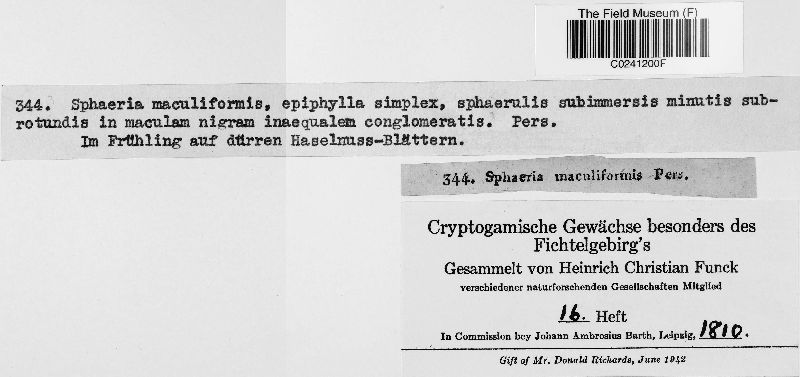 The Field Museum (F)
C0241200F
344. Sphaeria maculiformis, epiphylla simplex, sphaerulis subimmersis minutis sub-
rotundis in maculam nigram inaequalem conglomeratis. Pers.
Im Frühling auf dürren Haselnuss-Blättern.
344. Sphaeria maculiformis Pers.
Cryptogamische Gewächse besonders des
Fichtelgebirg's
Gesammelt von Heinrich Christian Funck
verschiedener naturforschenden Gesellschaften Mitglied
16. Heft
In Commission bey Johann Ambrosius Barth, Leipzig, 1810.
Gift of Mr. Donald Richards, June 1942